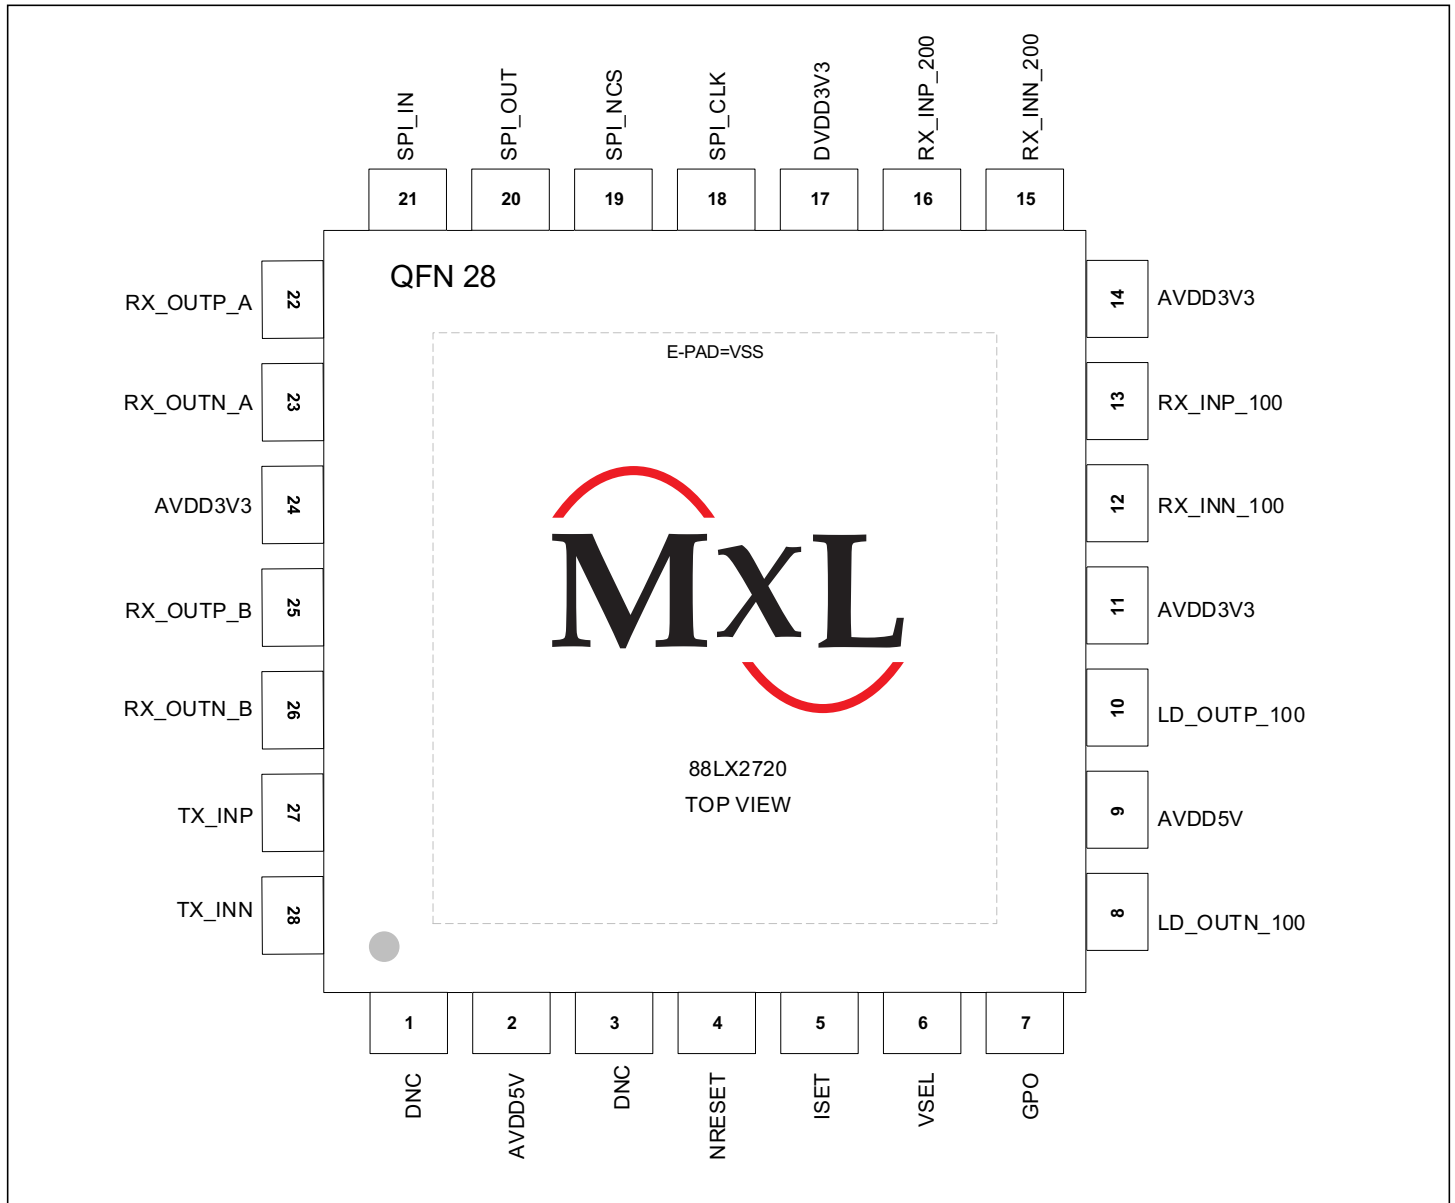 SPI_IN
SPI_OUT
SPI_NCS
SPI_CLK
DVDD3V3
RX_INP_200
RX_INN_200
21
20
19
18
17
16
15
QFN 28
E-PAD=VSS
RX_OUTP_A
22
RX_OUTN_A
23
AVDD3V3
24
RX_OUTP_B
25
RX_OUTN_B
26
TX_INP
27
TX_INN
28
14
AVDD3V3
13
RX_INP_100
12
RX_INN_100
11
AVDD3V3
10
LD_OUTP_100
9
AVDD5V
8
LD_OUTN_100
MXL
88LX2720
TOP VIEW
1
2
3
4
5
6
7
DNC
AVDD5V
DNC
NRESET
ISET
VSEL
GPO